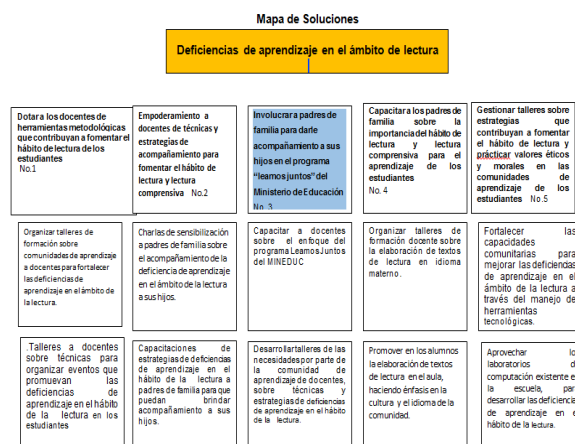 Mapa de Soluciones
Deficiencias de aprendizaje en el ámbito de lectura
Dotar a los docentes de
herramientas metodológicas
que contribuyan a fomentar el
hábito de lectura de los
estudiantes
No.1
Empoderamiento a
docentes de técnicas y
estrategias de
acompañamiento para
fomentar el hábito de
lectura y lectura
comprensiva No.2
Involucrar a padres de
familia para darle
acompañamiento a sus
hijos en el programa
"leamos juntos" del
Ministerio de Educación
No. 3
Capacitar a los padres de
familia sobre la
importancia del hábito de
lectura y lectura
comprensiva para el
aprendizaje de los
estudiantes
No. 4
Gestionar talleres sobre
estrategias que
contribuyan a fomentar
el hábito de lectura y
prácticar valores éticos
y morales en las
comunidades de
aprendizaje de los
estudiantes No.5
Organizar talleres de
formación sobre
comunidades de aprendizaje
a docentes para fortalecer
las deficiencias de
aprendizaje en el ámbito de
la lectura.
Charlas de sensibilización
a padres de familia sobre
el acompañamiento de la
deficiencia de aprendizaje
en el ámbito de la lectura
a sus hijos.
Capacitar a docentes
sobre el enfoque del
programa Leamos Juntos
del MINEDUC
Organizar talleres de
formación docente sobre
la elaboración de textos
de lectura en idioma
materno.
Fortalecer las
capacidades
comunitarias para
mejorar las deficiencias
de aprendizaje en el
ámbito de la lectura a
través del manejo de
herramientas
tecnológicas.
.Talleres a docentes
sobre técnicas para
organizar eventos que
promuevan las
deficiencias de
aprendizaje en el hábito
de la lectura en los
estudiantes
Capacitaciones de
estrategias de deficiencias
de aprendizaje en el
hábito de la lectura a
padres de familia para que
puedan brindar
acompañamiento a sus
hijos.
Desarrollar talleres de las
necesidades por parte de
la comunidad de
aprendizaje de docentes,
sobre técnicas y
estrategias de deficiencias
de aprendizaje en el hábito
de la lectura.
Promover en los alumnos
la elaboración de textos
de lectura en el aula,
haciendo énfasis en la
cultura y el idioma de la
comunidad.
Aprovechar lo
laboratorios d
computación existente e
la escuela, par
desarrollar las deficiencia
de aprendizaje en e
hábito de la lectura.